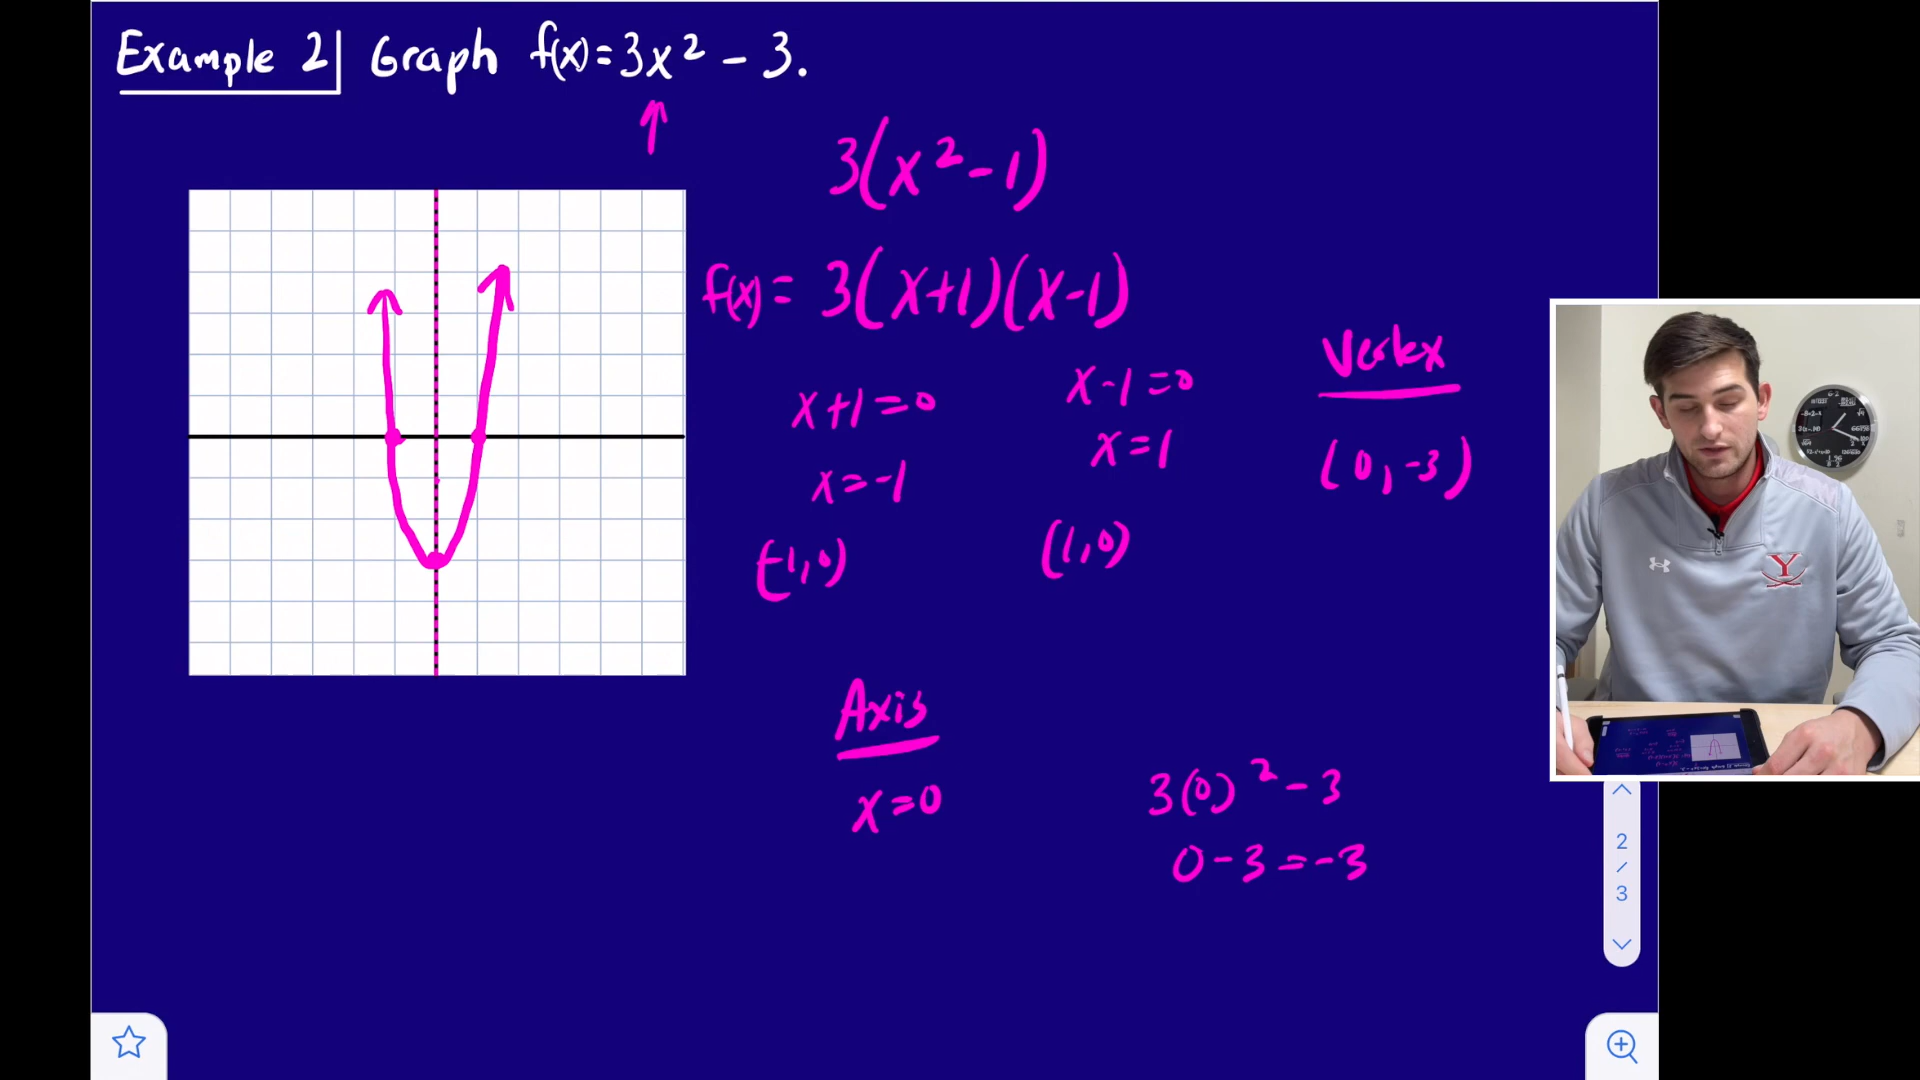 Example 2 Graph f(x)=3x² - 3.
3(x²-1)
f(x)= 3(x+1)(x-1)
x+1=0
x=-1
(-1,0)
x-1=0
x=1
(1,0)
Vertex
(0,-3)
Axis
x=0
3(0)²-3
0-3=-3
Y
2
/
3